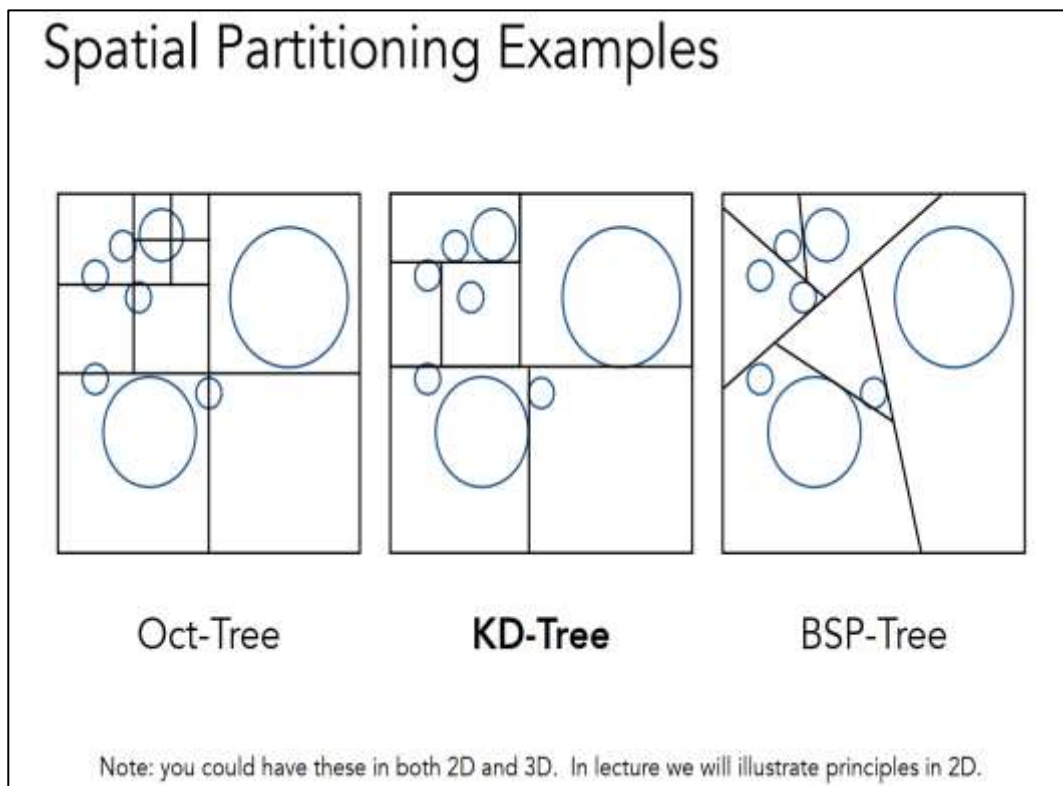 Spatial Partitioning Examples
Oct-Tree
KD-Tree
BSP-Tree
Note: you could have these in both 2D and 3D. In lecture we will illustrate principles in 2D.